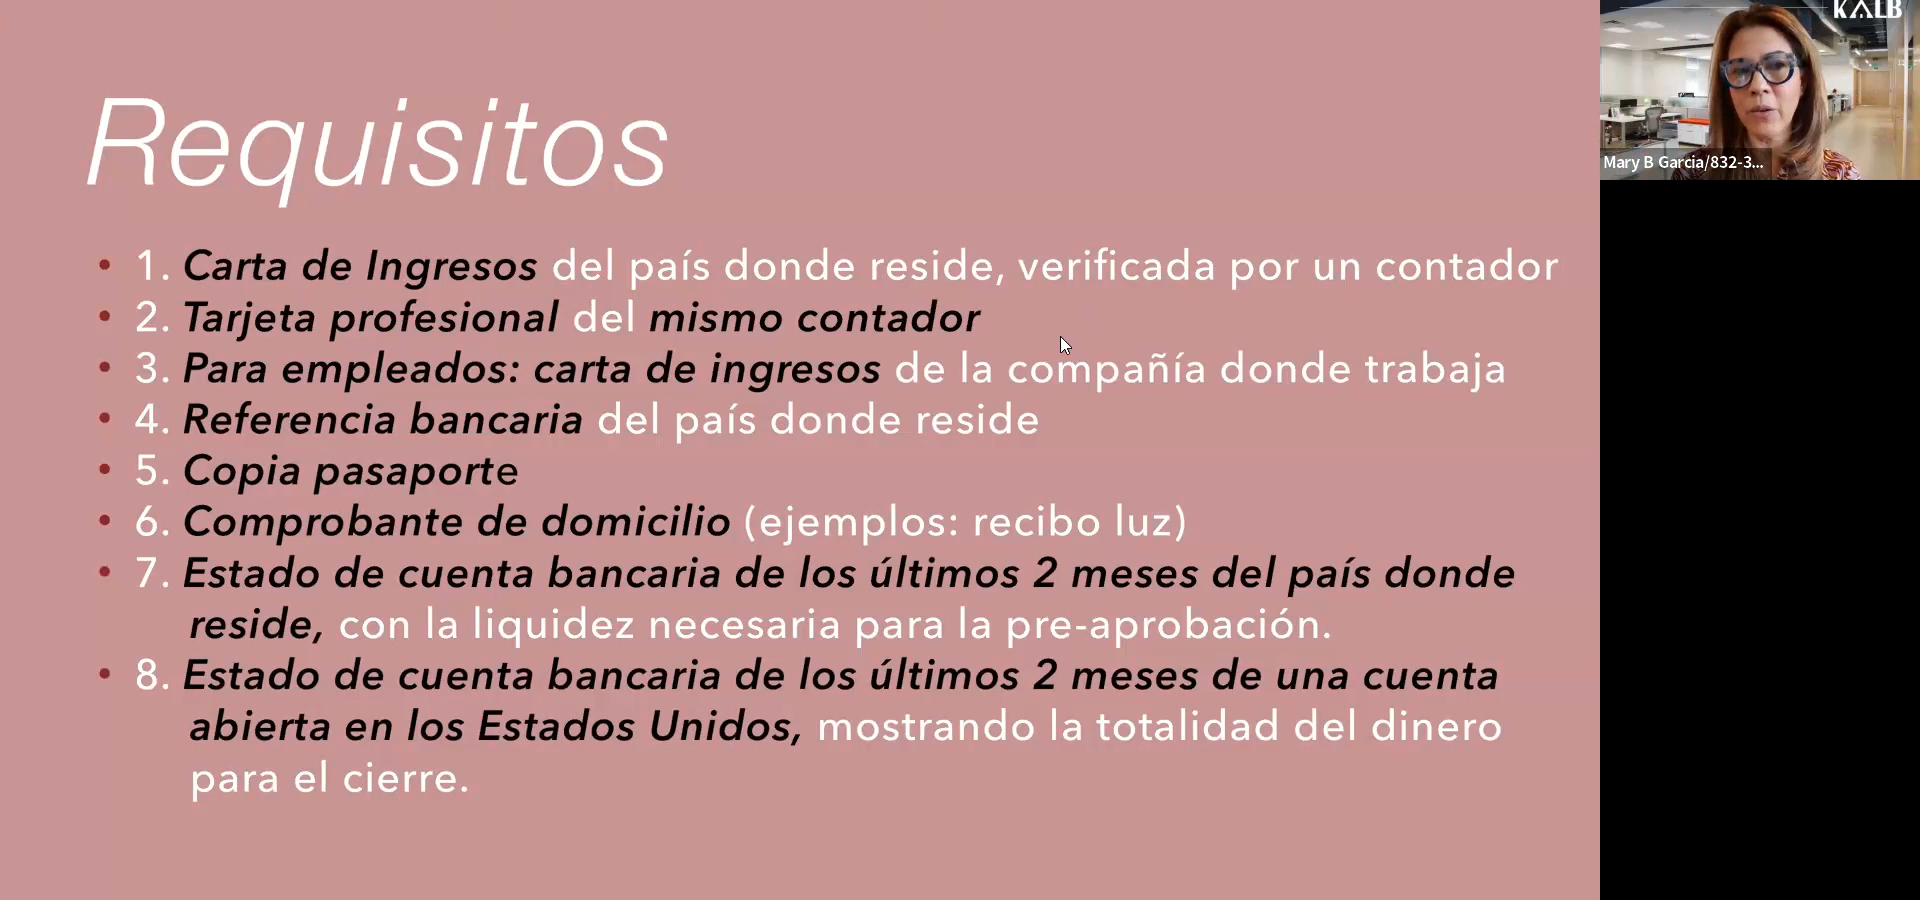 Requisitos
• 1. Carta de Ingresos del país donde reside, verificada por un contador
• 2. Tarjeta profesional del mismo contador
• 3. Para empleados: carta de ingresos de la compañía donde trabaja
• 4. Referencia bancaria del país donde reside
• 5. Copia pasaporte
• 6. Comprobante de domicilio (ejemplos: recibo luz)
• 7. Estado de cuenta bancaria de los últimos 2 meses del país donde
reside, con la liquidez necesaria para la pre-aprobación.
• 8. Estado de cuenta bancaria de los últimos 2 meses de una cuenta
abierta en los Estados Unidos, mostrando la totalidad del dinero
para el cierre.
KALB
Mary B Garcia/832-3...